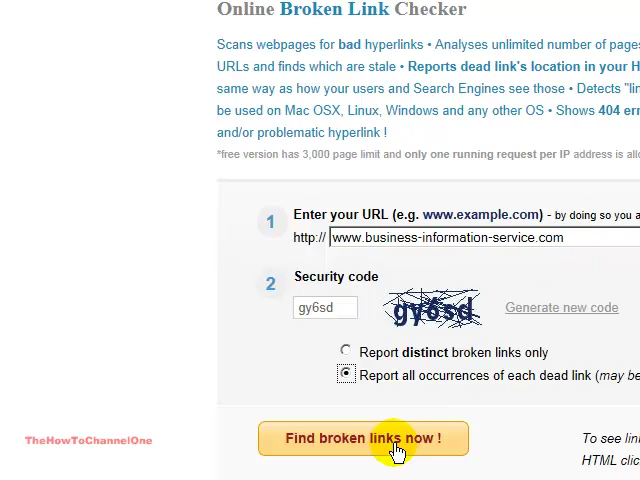 Online Broken Link Checker
Scans webpages for bad hyperlinks • Analyses unlimited number of pages
URLs and finds which are stale • Reports dead link's location in your H
same way as how your users and Search Engines see those • Detects "lin
be used on Mac OSX, Linux, Windows and any other OS • Shows 404 err
and/or problematic hyperlink !
*free version has 3,000 page limit and only one running request per IP address is allo
1 Enter your URL (e.g. www.example.com) - by doing so you a
http:// www.business-information-service.com
2 Security code
gy6sd gy6sd Generate new code
Report distinct broken links only
Report all occurrences of each dead link (may be
Find broken links now !
To see lin
HTML clic
TheHowToChannelOne